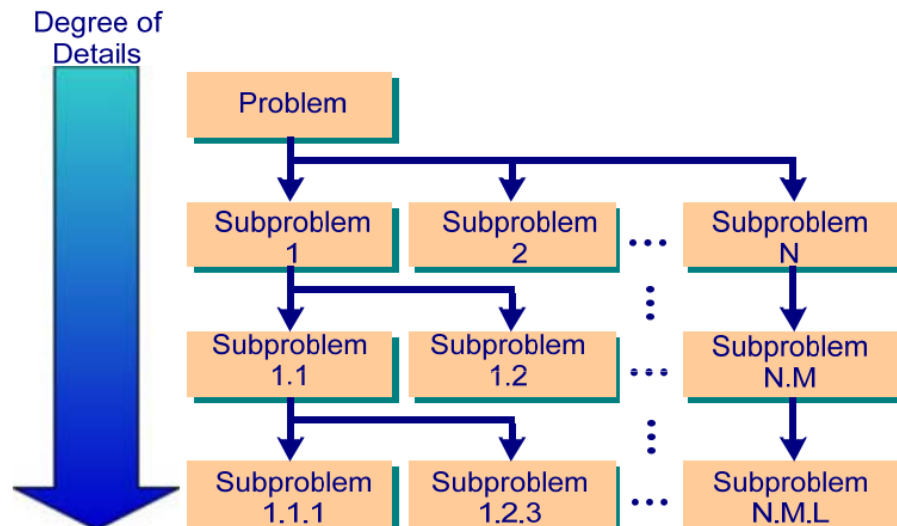 Degree of
Details
Problem
Subproblem
1
Subproblem
2
...
Subproblem
N
Subproblem
1.1
Subproblem
1.2
...
Subproblem
N.M
Subproblem
1.1.1
Subproblem
1.2.3
...
Subproblem
N.M.L